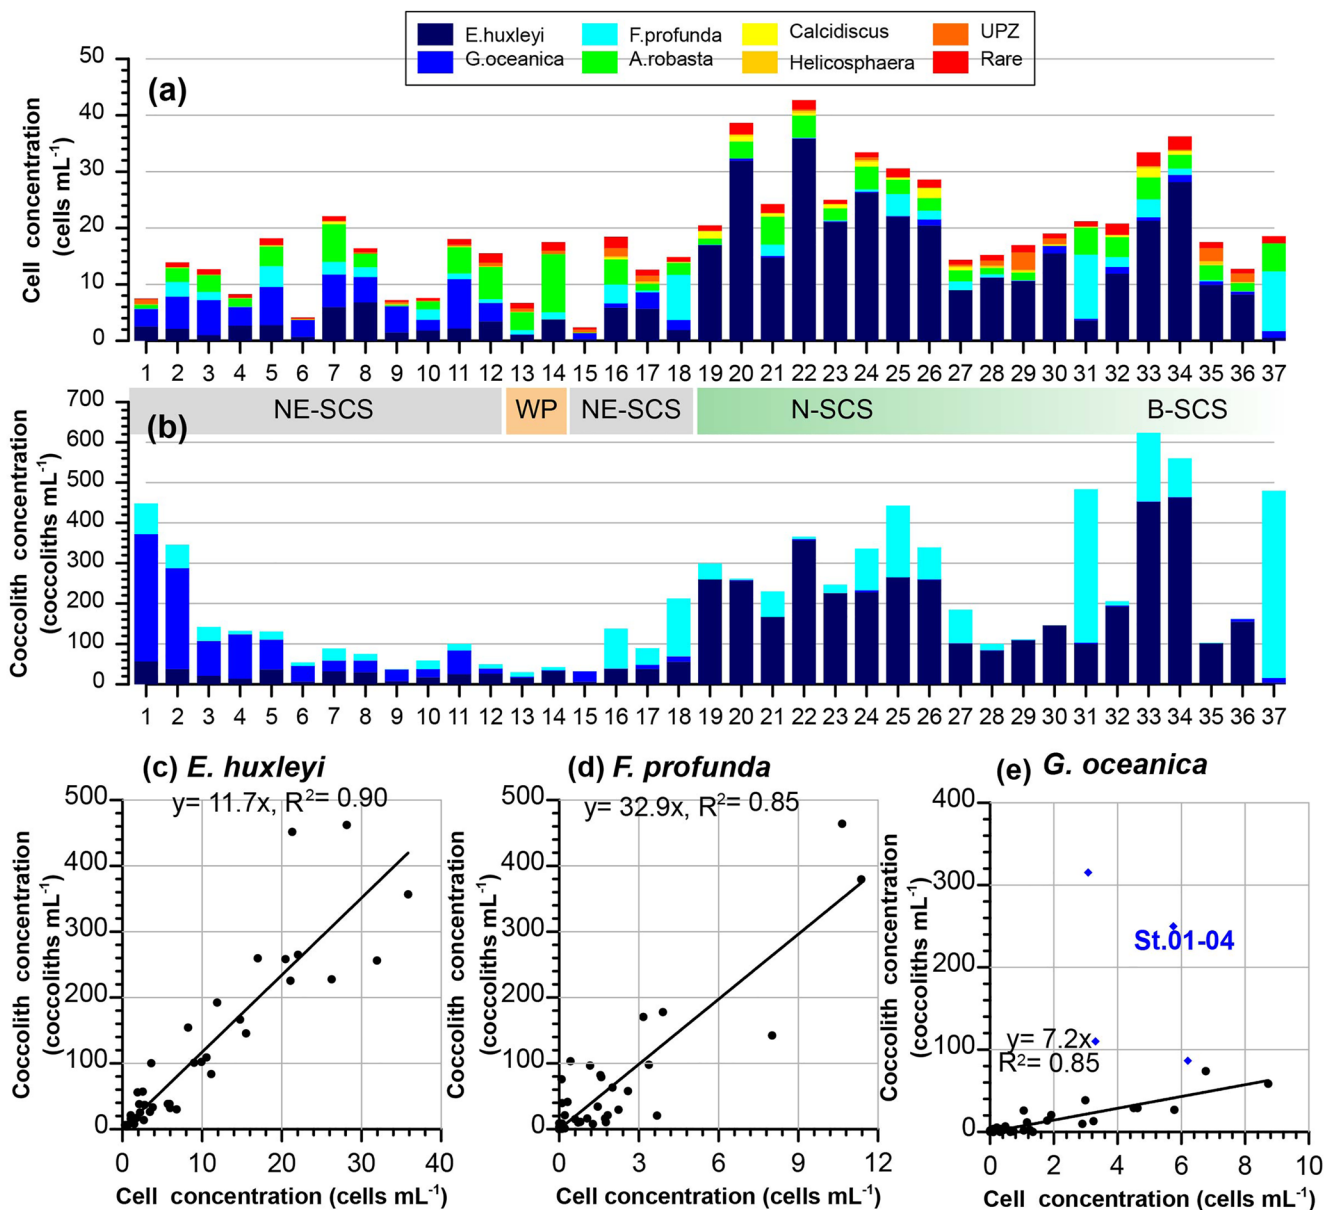 E.huxleyi F.profunda Calcidiscus UPZ
G.oceanica A.robasta Helicosphaera Rare
(a)
Cell concentration
(cells mL-1)
50
40
30
20
10
0
1 2 3 4 5 6 7 8 9 10 11 12 13 14 15 16 17 18 19 20 21 22 23 24 25 26 27 28 29 30 31 32 33 34 35 36 37
NE-SCS WP NE-SCS N-SCS B-SCS
(b)
Coccolith concentration
(coccoliths mL-1)
700
600
500
400
300
200
100
0
1 2 3 4 5 6 7 8 9 10 11 12 13 14 15 16 17 18 19 20 21 22 23 24 25 26 27 28 29 30 31 32 33 34 35 36 37
(c) E. huxleyi
y= 11.7x, R2= 0.90
Coccolith concentration
(coccoliths mL-1)
500
400
300
200
100
0
0 10 20 30 40
Cell concentration (cells mL-1)
(d) F. profunda
y= 32.9x, R2= 0.85
Coccolith concentration
(coccoliths mL-1)
500
400
300
200
100
0
0 3 6 9 12
Cell concentration (cells mL-1)
(e) G. oceanica
Coccolith concentration
(coccoliths mL-1)
400
300
200
100
0
St.01-04
y= 7.2x
R2= 0.85
0 2 4 6 8 10
Cell concentration (cells mL-1)